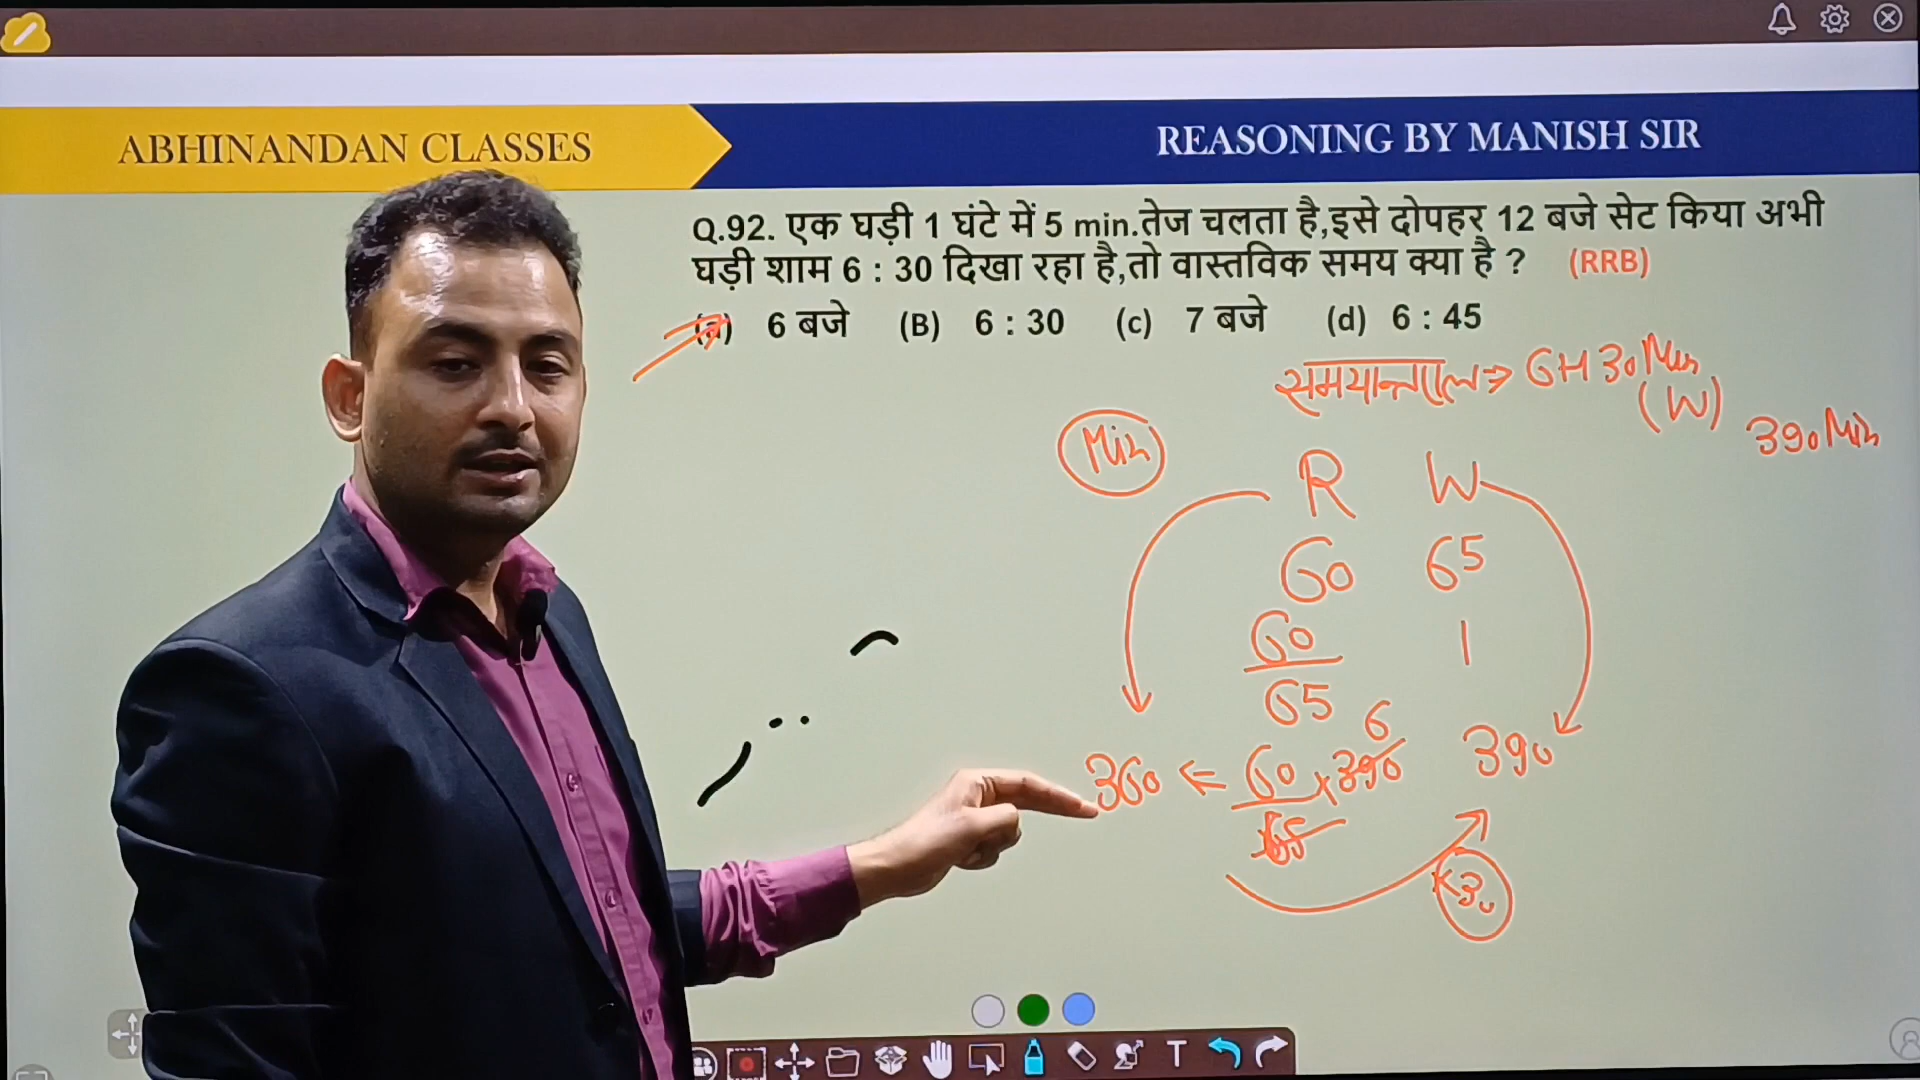 ABHINANDAN CLASSES
REASONING BY MANISH SIR
Q.92. एक घड़ी 1 घंटे में 5 min.तेज चलता है,इसे दोपहर 12 बजे सेट किया अभी
घड़ी शाम 6 : 30 दिखा रहा है,तो वास्तविक समय क्या है ? (RRB)
(a) 6 बजे (B) 6 : 30 (c) 7 बजे (d) 6 : 45
समयान्तराल → 6H 30 Min
(W)
390 Min
Min
R W
60 65
60 1
65
6
360 ← 60 × 390 390
65
30
T